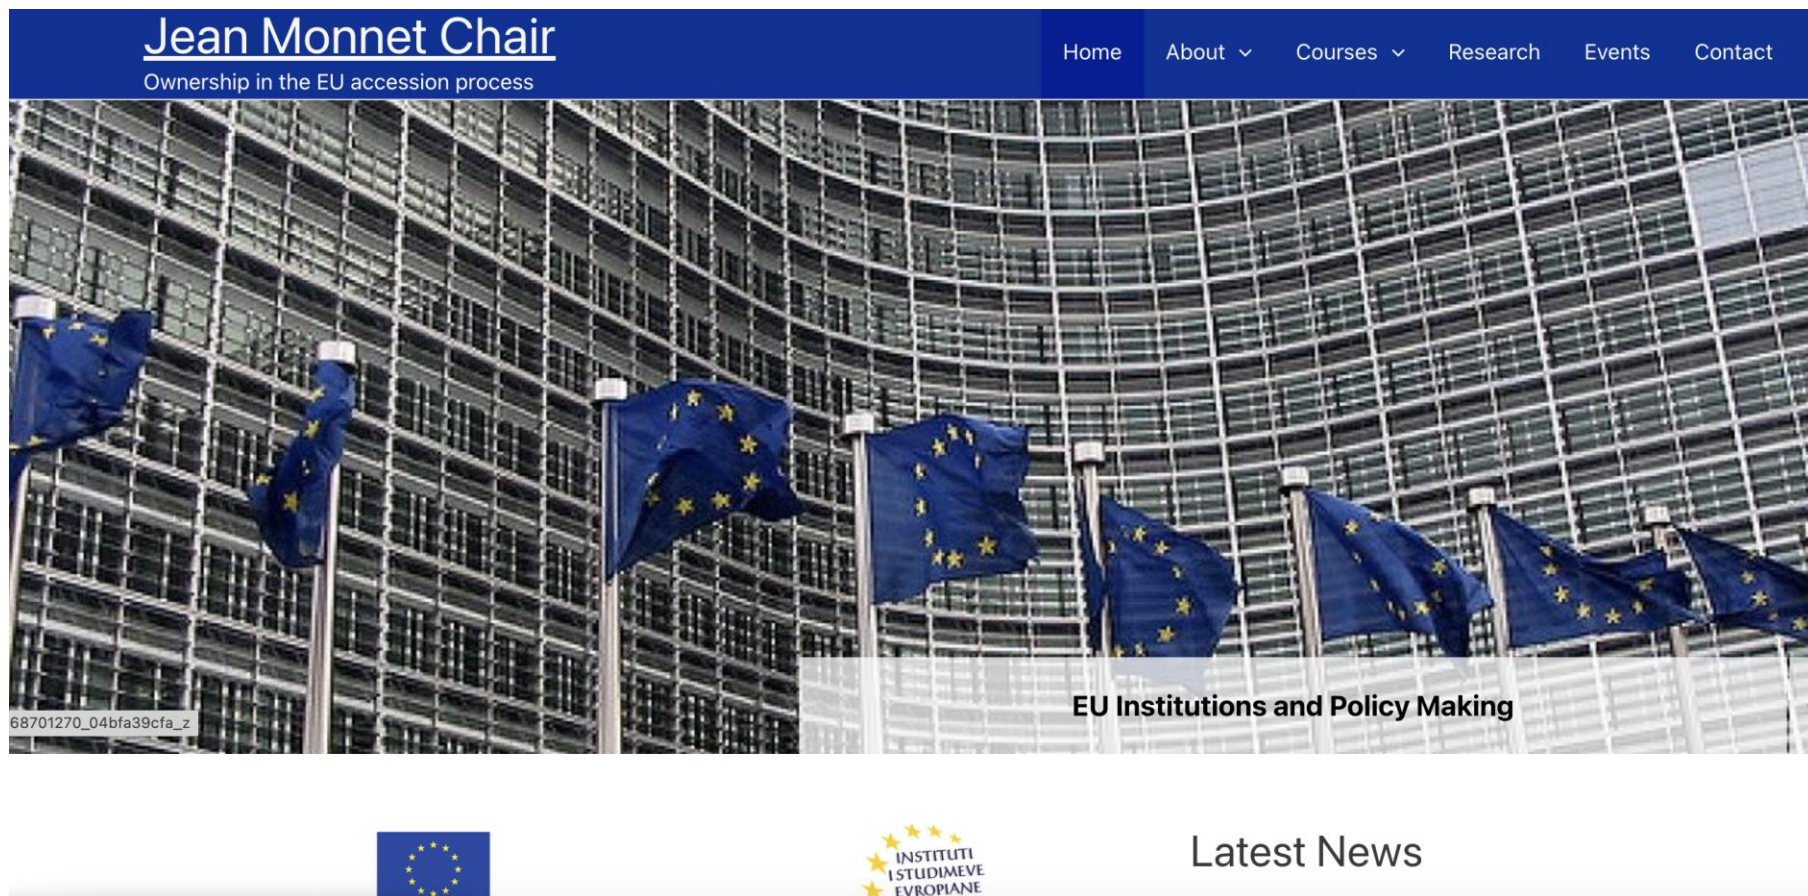 Jean Monnet Chair
Ownership in the EU accession process
Home About Courses Research Events Contact
68701270_04bfa39cfa_z
EU Institutions and Policy Making
INSTITUTI
I STUDIMEVE
EVROPIANE
Latest News